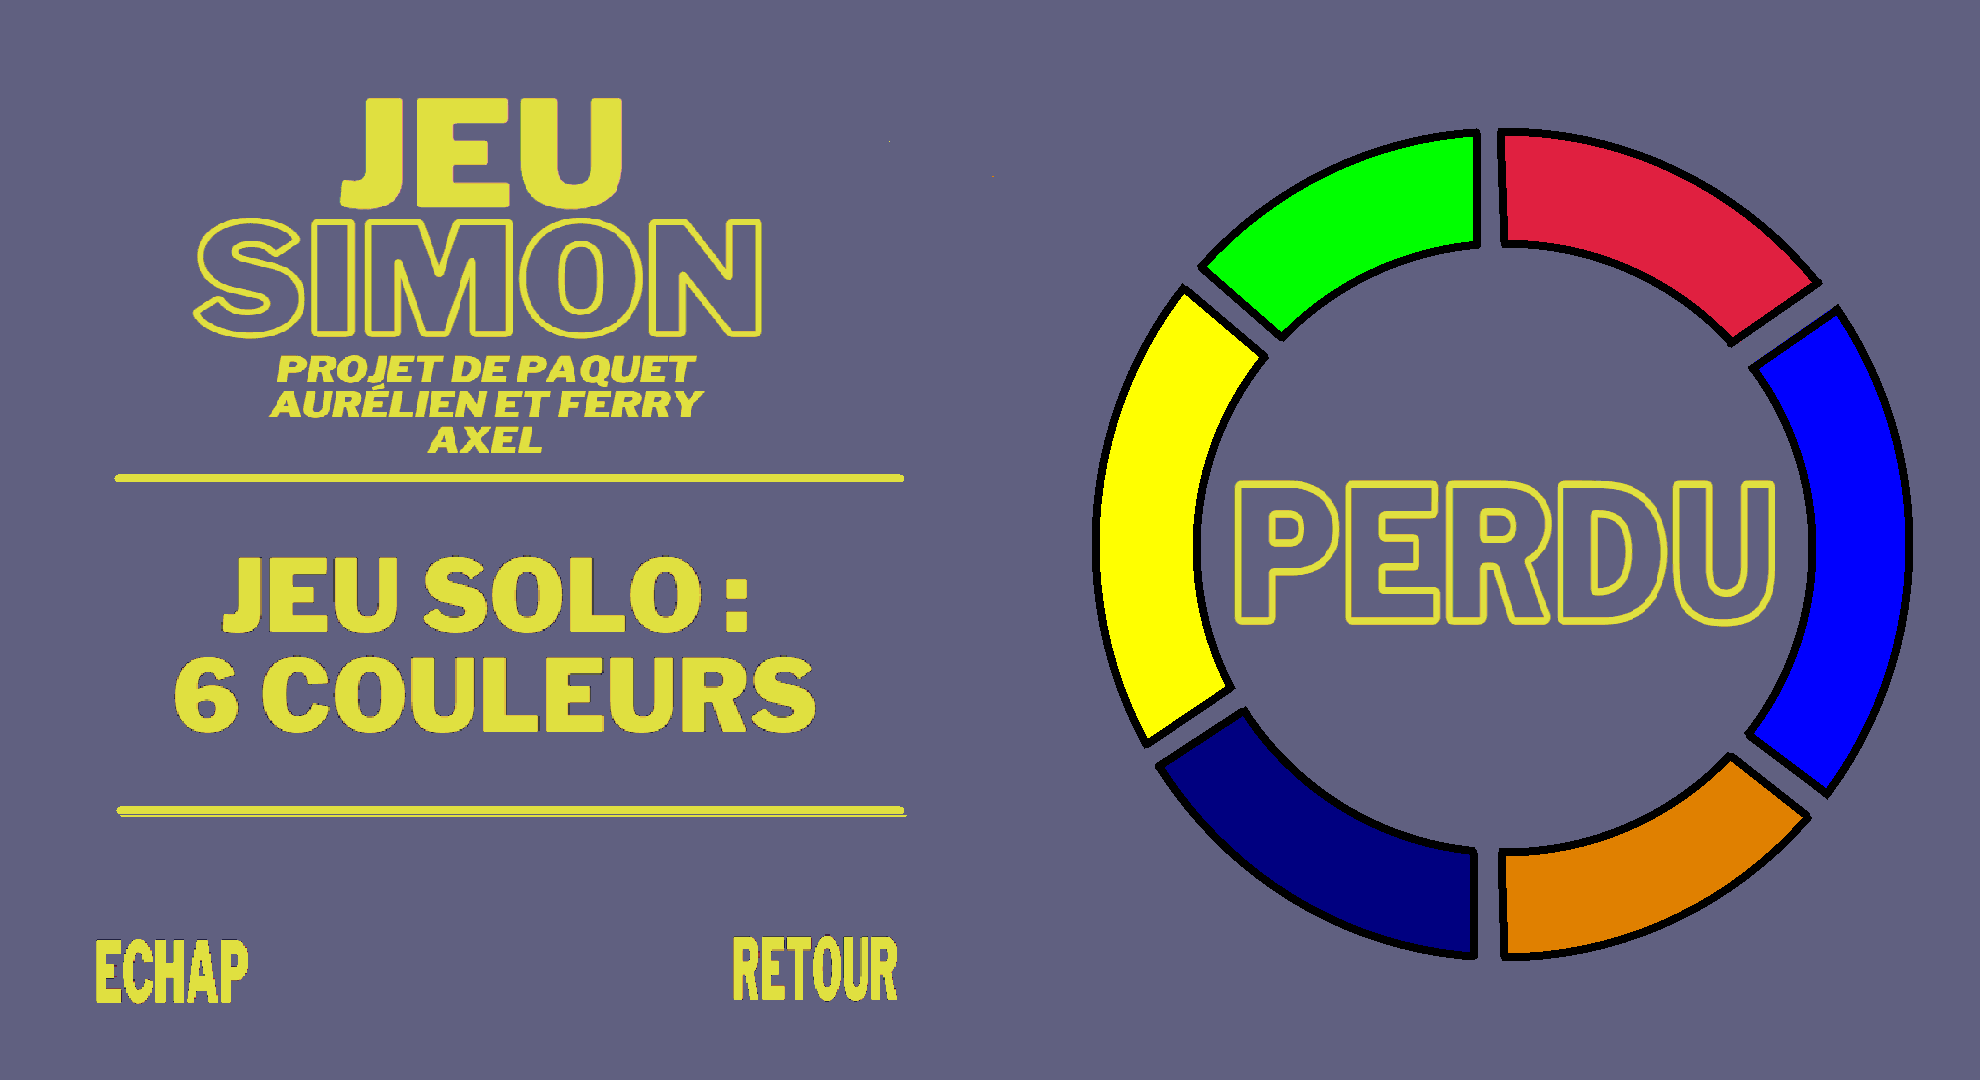 JEU
SIMON
PROJET DE PAQUET
AURÉLIEN ET FERRY
AXEL
JEU SOLO :
6 COULEURS
ECHAP
RETOUR
PERDU